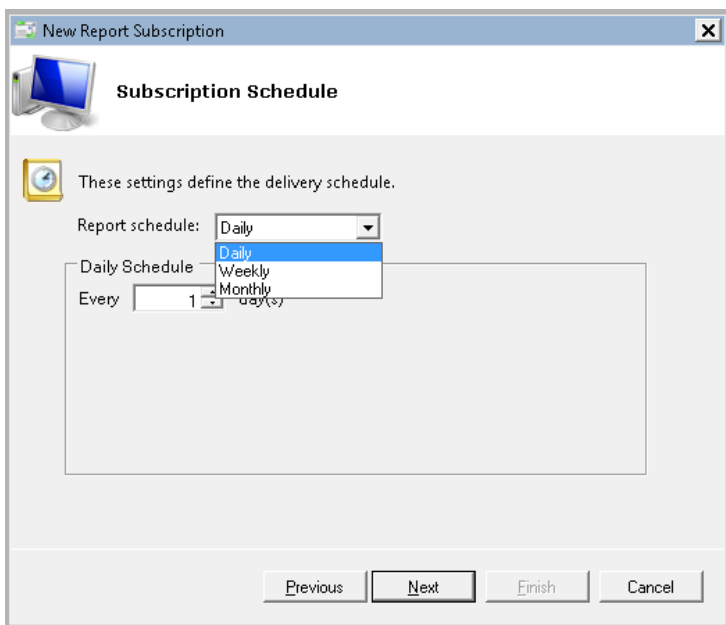 New Report Subscription
Subscription Schedule
These settings define the delivery schedule.
Report schedule: Daily
Daily
Weekly
Monthly
Daily Schedule
Every 1 day(s)
Previous Next Finish Cancel